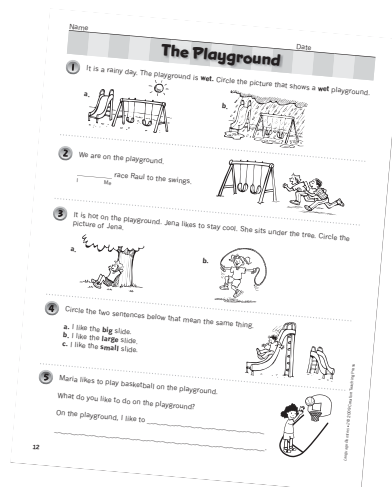 Name
Date
The Playground
1 It is a rainy day. The playground is wet. Circle the picture that shows a wet playground.
a.
b.
2 We are on the playground.
________ race Raul to the swings.
I Me
3 It is hot on the playground. Jena likes to stay cool. She sits under the tree. Circle the
picture of Jena.
a.
b.
4 Circle the two sentences below that mean the same thing.
a. I like the big slide.
b. I like the large slide.
c. I like the small slide.
5 Maria likes to play basketball on the playground.
What do you like to do on the playground?
On the playground, I like to
12